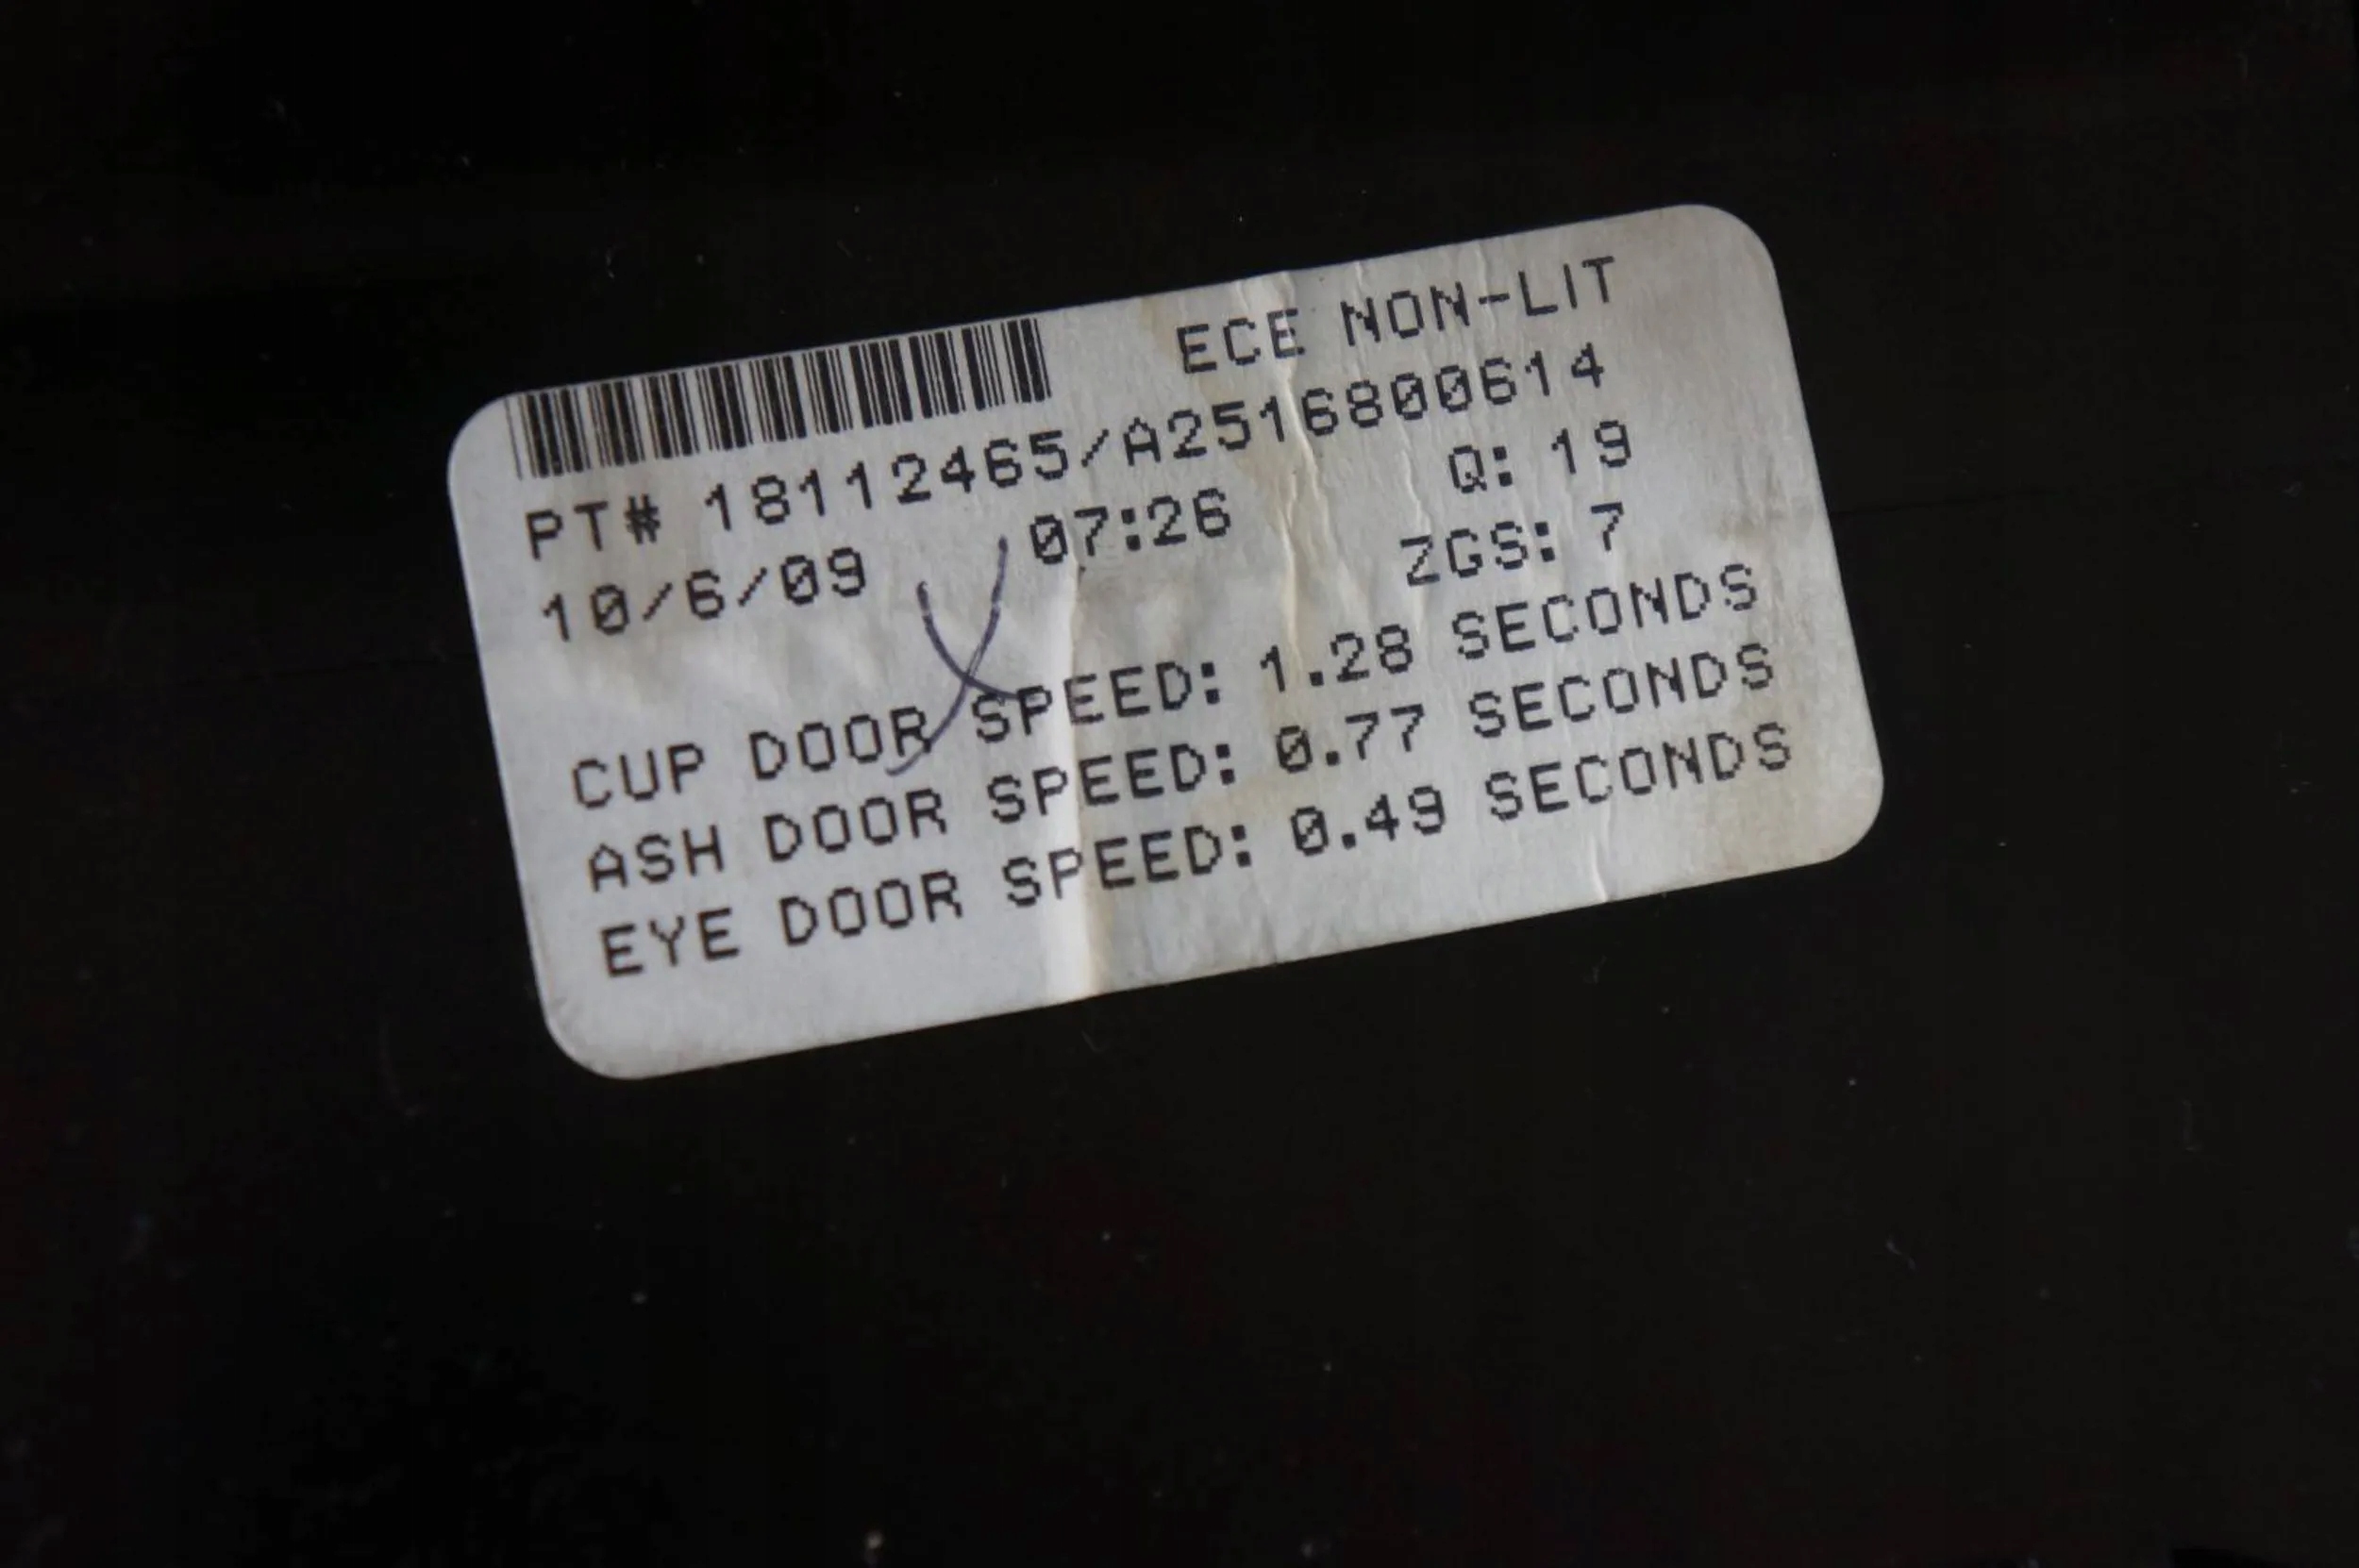 ECE NON-LIT
PT# 18112465/A2516800614
10/6/09 07:26 Q: 19
ZGS: 7
CUP DOOR SPEED: 1.28 SECONDS
ASH DOOR SPEED: 0.77 SECONDS
EYE DOOR SPEED: 0.49 SECONDS